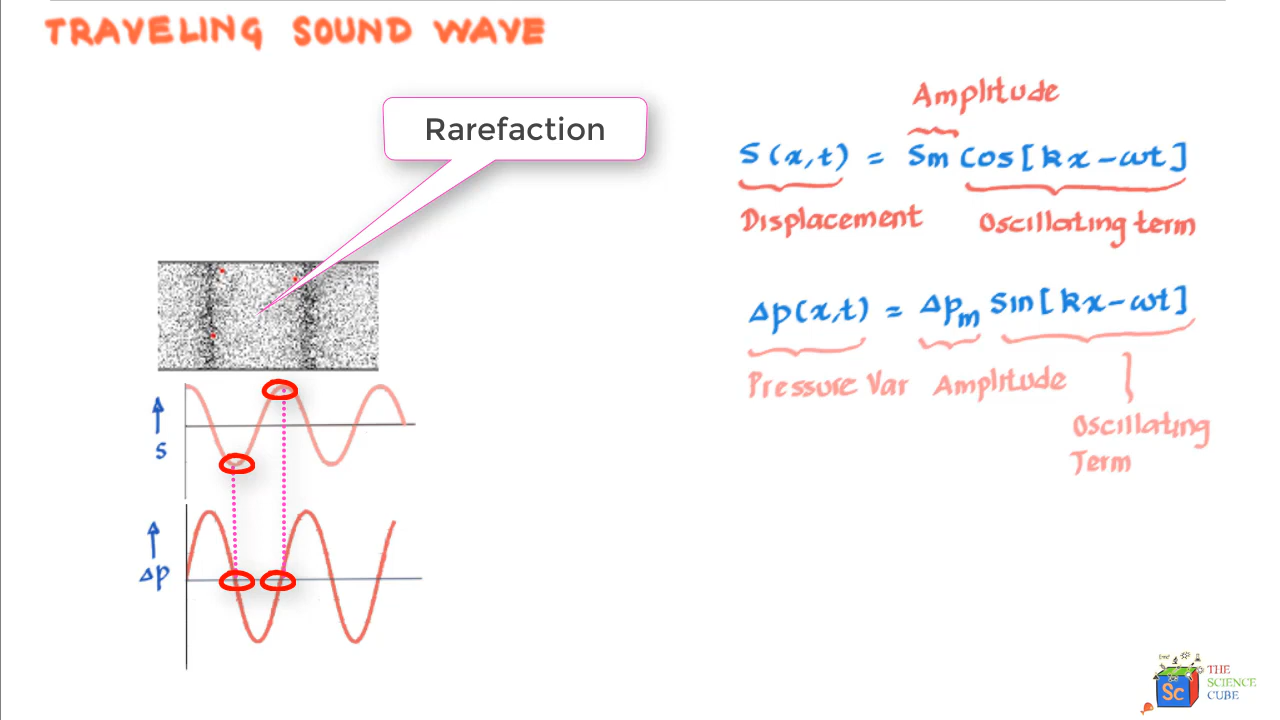 TRAVELING SOUND WAVE
Rarefaction
Amplitude
S(x,t) = Sm Cos[kx-ωt]
Displacement Oscillating term
Δp(x,t) = Δpm Sin[kx-ωt]
Pressure Var Amplitude
Oscillating
Term
S
ΔP
Sc
THE
SCIENCE
CUBE